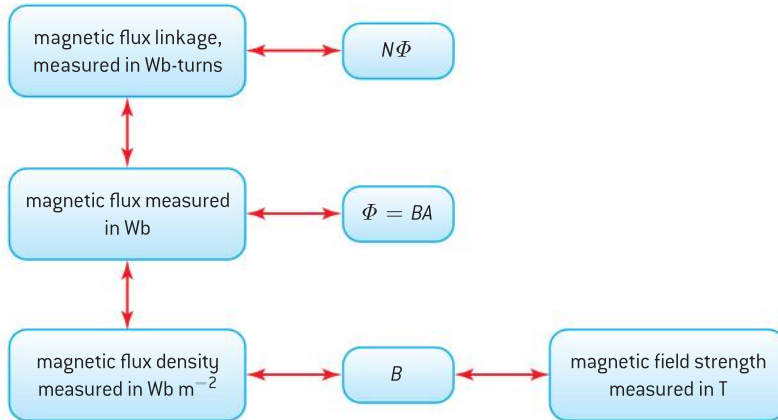 magnetic flux linkage,
measured in Wb-turns
NΦ
magnetic flux measured
in Wb
Φ = BA
magnetic flux density
measured in Wb m⁻²
B
magnetic field strength
measured in T